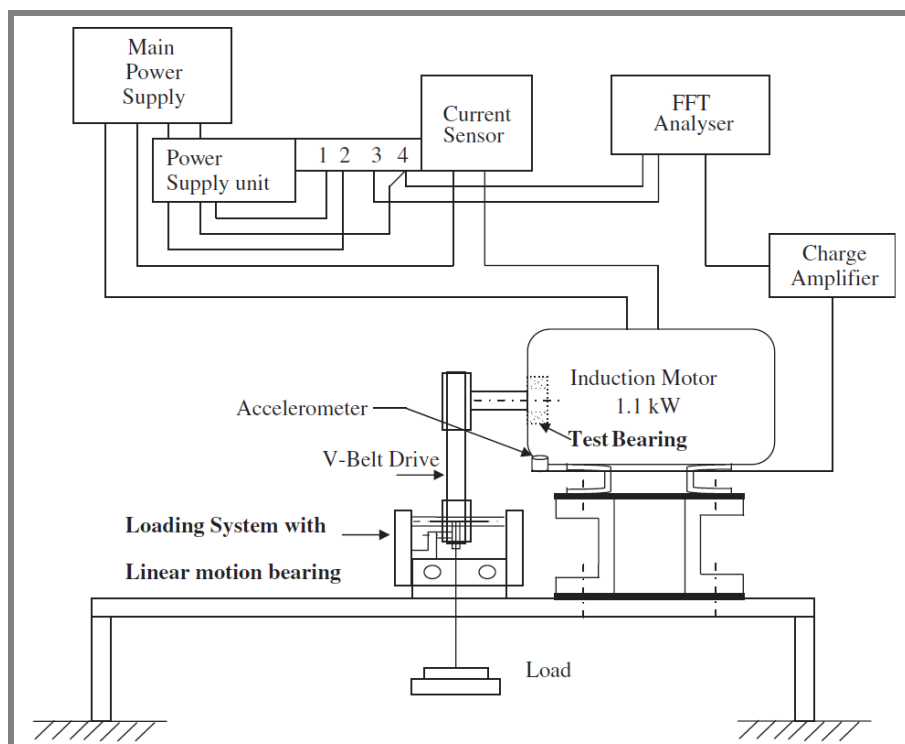 Main
Power
Supply
Current
Sensor
FFT
Analyser
Power
Supply unit
1 2 3 4
Charge
Amplifier
Induction Motor
1.1 kW
Accelerometer
Test Bearing
V-Belt Drive
Loading System with
Linear motion bearing
Load